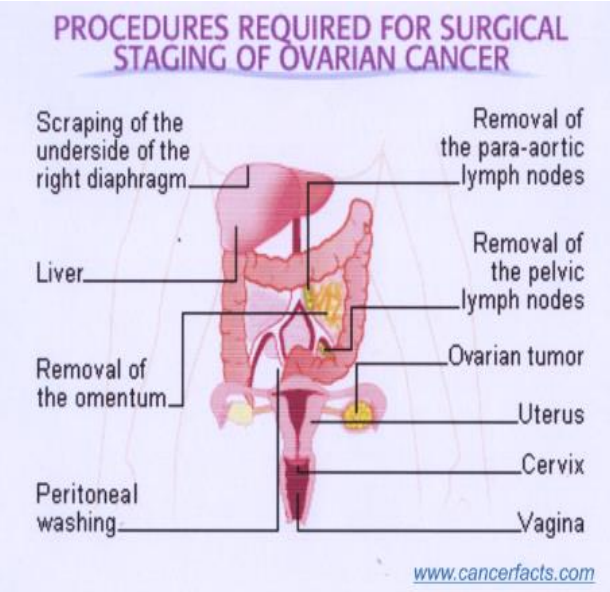 PROCEDURES REQUIRED FOR SURGICAL
STAGING OF OVARIAN CANCER
Scraping of the
underside of the
right diaphragm
Liver
Removal of
the omentum
Peritoneal
washing
Removal of
the para-aortic
lymph nodes
Removal of
the pelvic
lymph nodes
Ovarian tumor
Uterus
Cervix
Vagina
www.cancerfacts.com